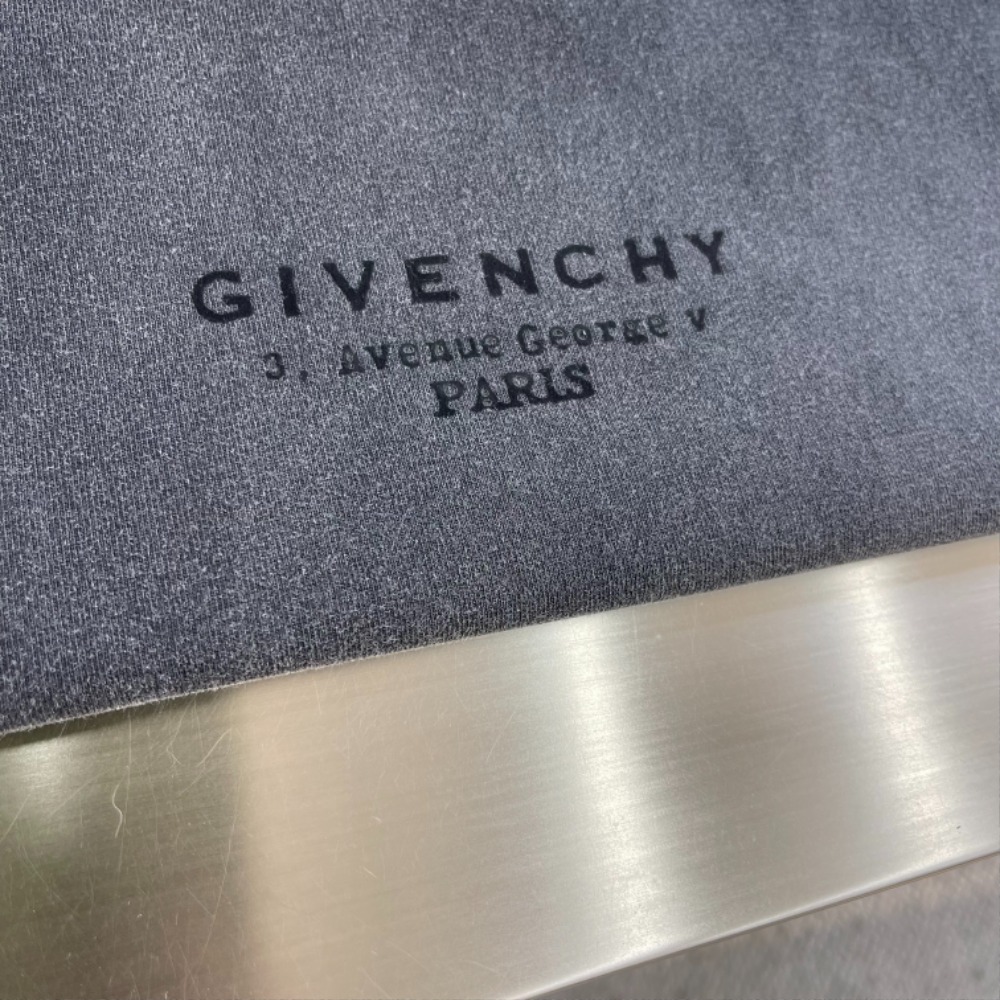 GIVENCHY
3, Avenue George v
PARIS